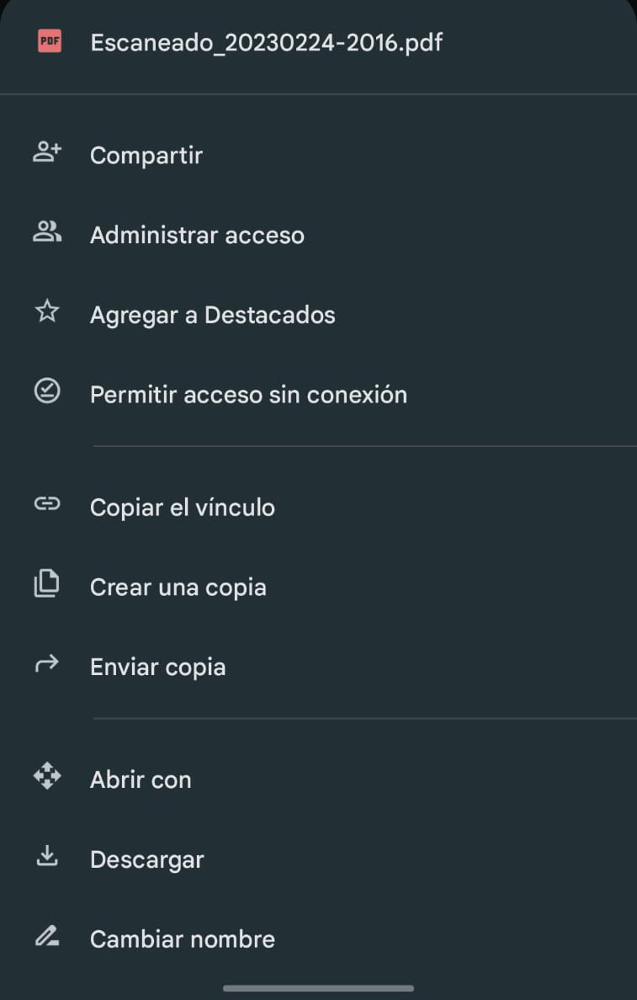 PDF
Escaneado_20230224-2016.pdf
Compartir
Administrar acceso
Agregar a Destacados
Permitir acceso sin conexión
Copiar el vínculo
Crear una copia
Enviar copia
Abrir con
Descargar
Cambiar nombre